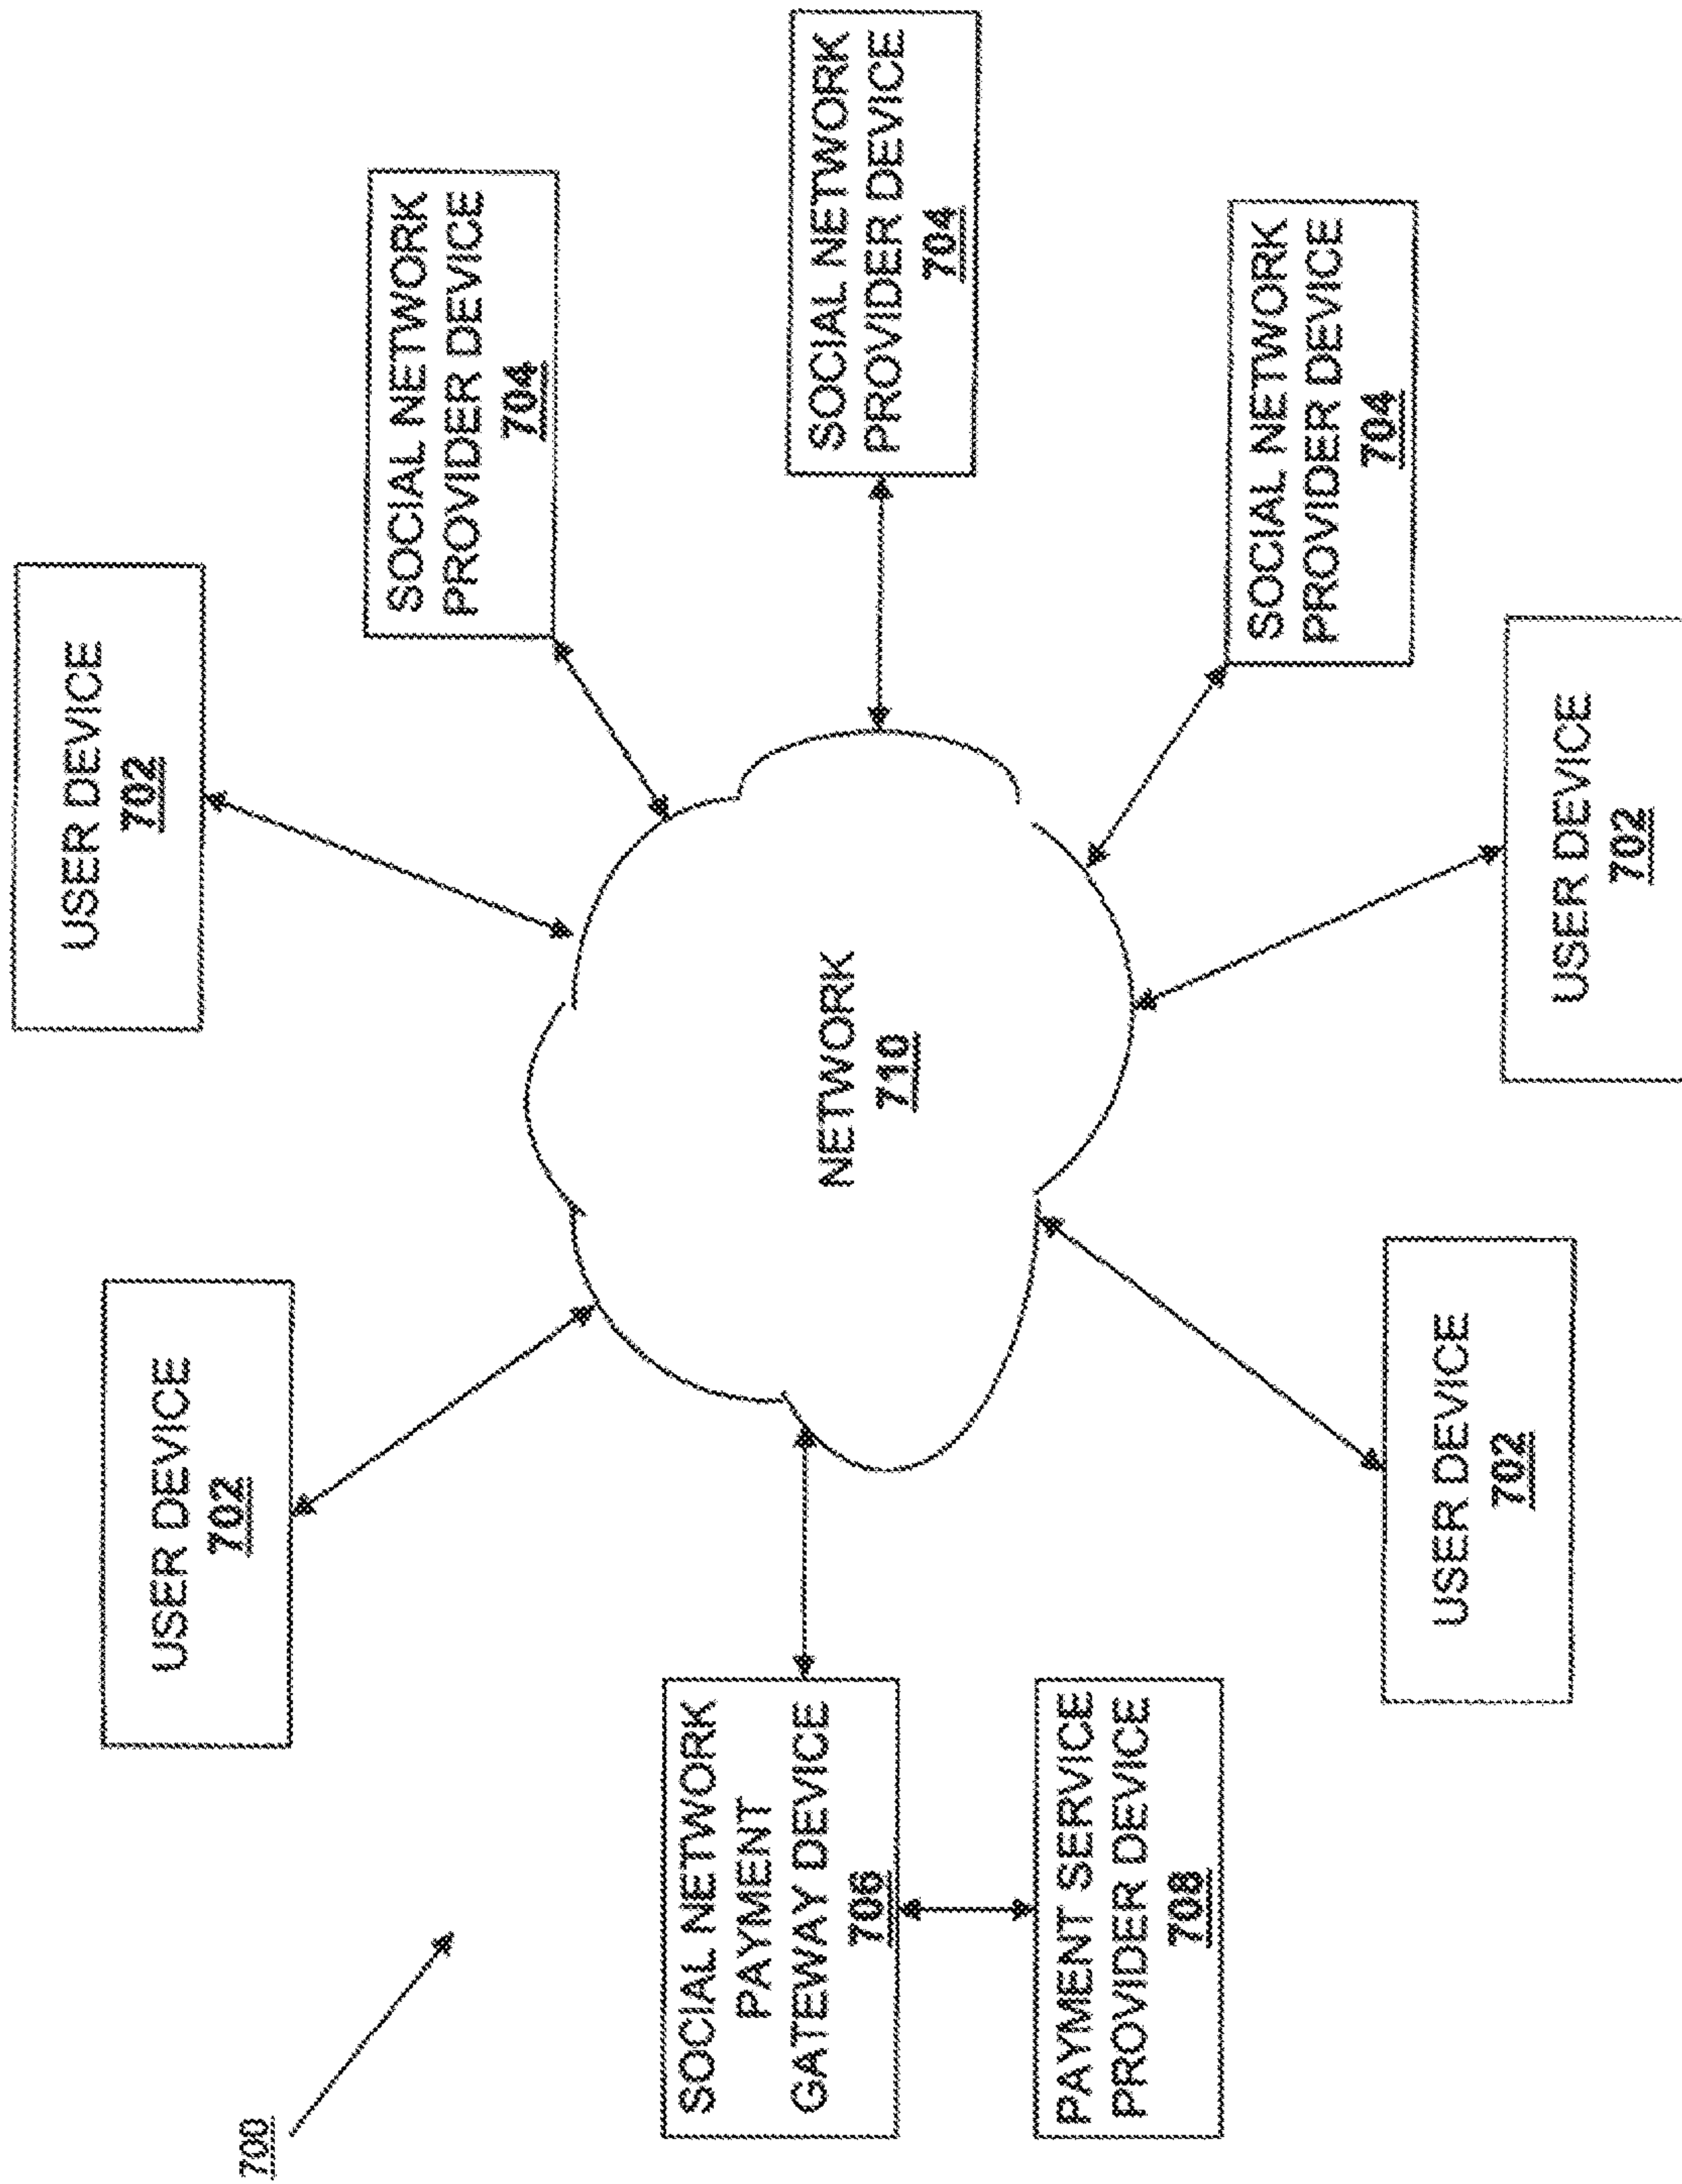 700
USER DEVICE
702
USER DEVICE
702
SOCIAL NETWORK
PROVIDER DEVICE
704
SOCIAL NETWORK
PAYMENT
GATEWAY DEVICE
706
NETWORK
710
SOCIAL NETWORK
PROVIDER DEVICE
704
PAYMENT SERVICE
PROVIDER DEVICE
708
SOCIAL NETWORK
PROVIDER DEVICE
704
USER DEVICE
702
USER DEVICE
702